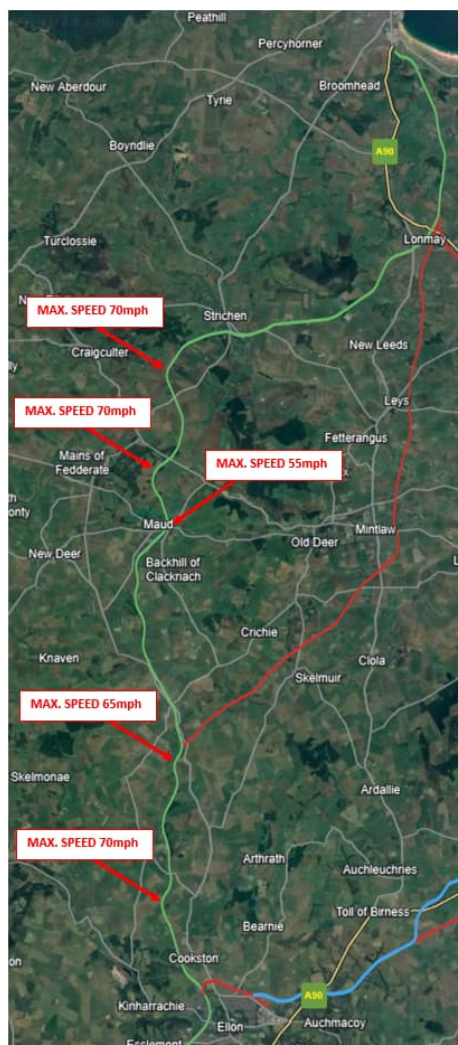 Peathill
Percyhorner
New Aberdour
Broomhead
Tyrie
Boyndlie
A90
Turclossie
Lonmay
MAX. SPEED 70mph
Strichen
Craigculter
New Leeds
MAX. SPEED 70mph
Leys
Fetterangus
Mains of
Fedderate
MAX. SPEED 55mph
Maud
Mintlaw
New Deer
Old Deer
Backhill of
Clackriach
Crichie
Knaven
Clola
Skelmuir
MAX. SPEED 65mph
Skelmonae
Ardallie
MAX. SPEED 70mph
Arthrath
Auchleuchries
Toll of Birness
Bearnie
Cookston
A90
Kinharrachie
Ellon
Auchmacoy
Esslemont